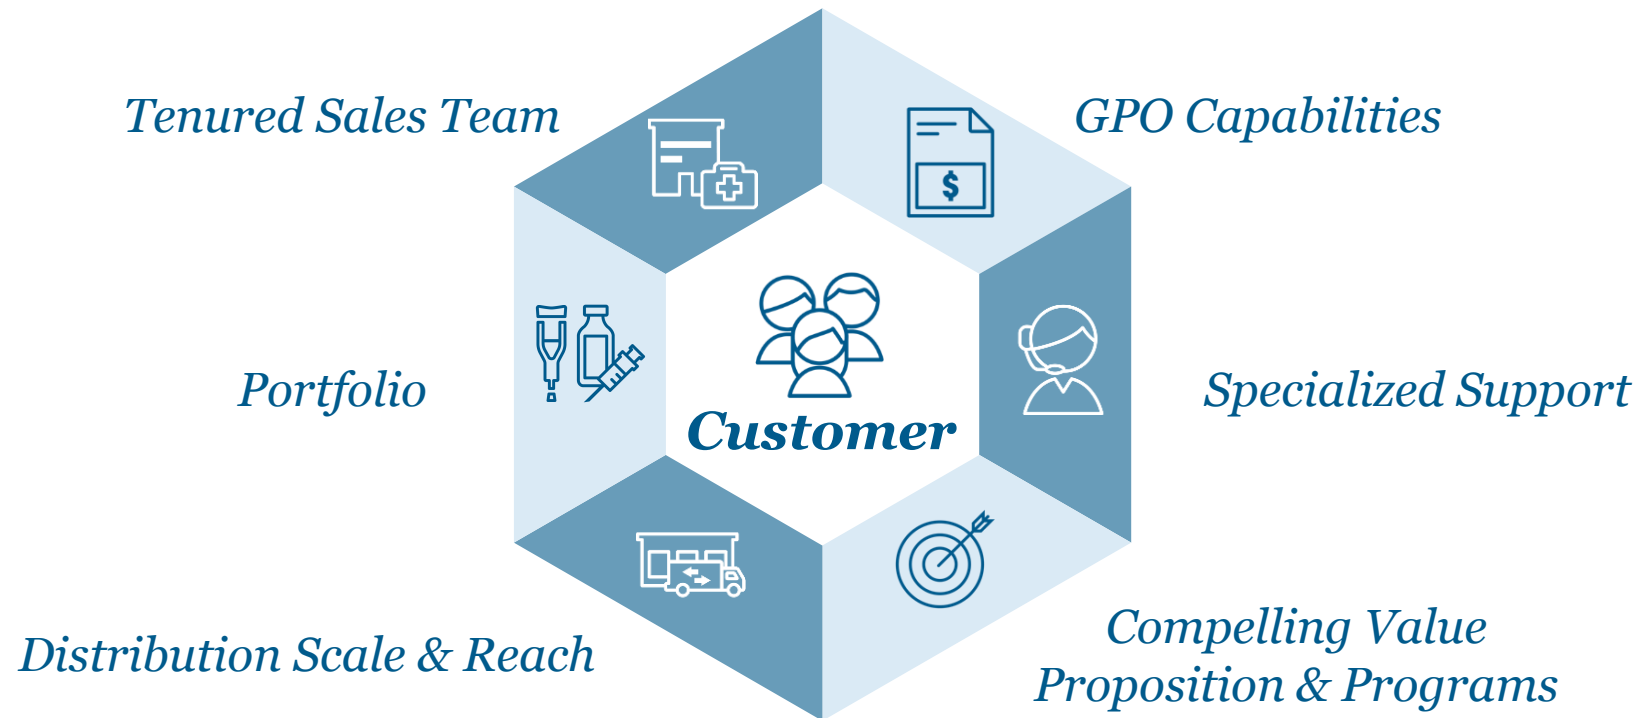 Tenured Sales Team
GPO Capabilities
$
Portfolio
Customer
Specialized Support
Distribution Scale & Reach
Compelling Value
Proposition & Programs